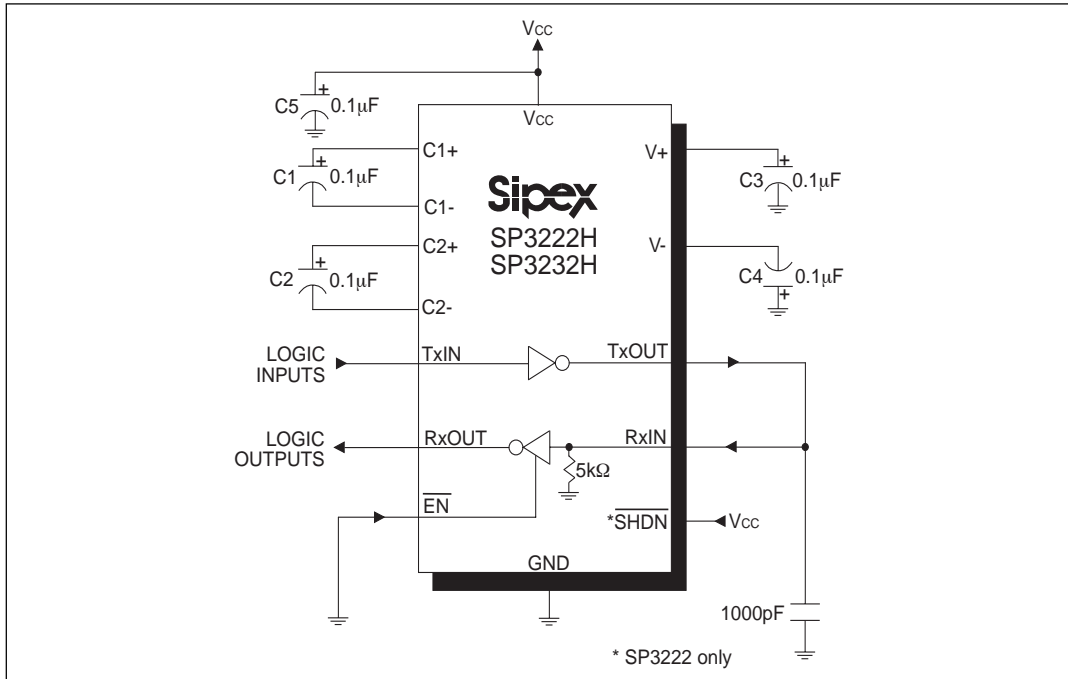 VCC
C5
+
0.1µF
VCC
C1
+
0.1µF
C1+
C1-
C2
+
0.1µF
C2+
C2-
Sipex
SP3222H
SP3232H
V+
C3
+
0.1µF
V-
C4
0.1µF
+
LOGIC
INPUTS
TxIN
TxOUT
LOGIC
OUTPUTS
RxOUT
RxIN
5kΩ
EN
*SHDN
VCC
GND
1000pF
* SP3222 only